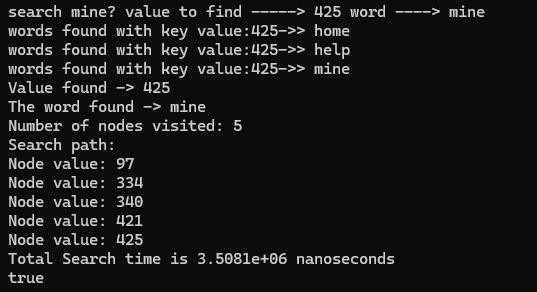 search mine? value to find -----> 425 word ----> mine
words found with key value:425->> home
words found with key value:425->> help
words found with key value:425->> mine
Value found -> 425
The word found -> mine
Number of nodes visited: 5
Search path:
Node value: 97
Node value: 334
Node value: 340
Node value: 421
Node value: 425
Total Search time is 3.5081e+06 nanoseconds
true